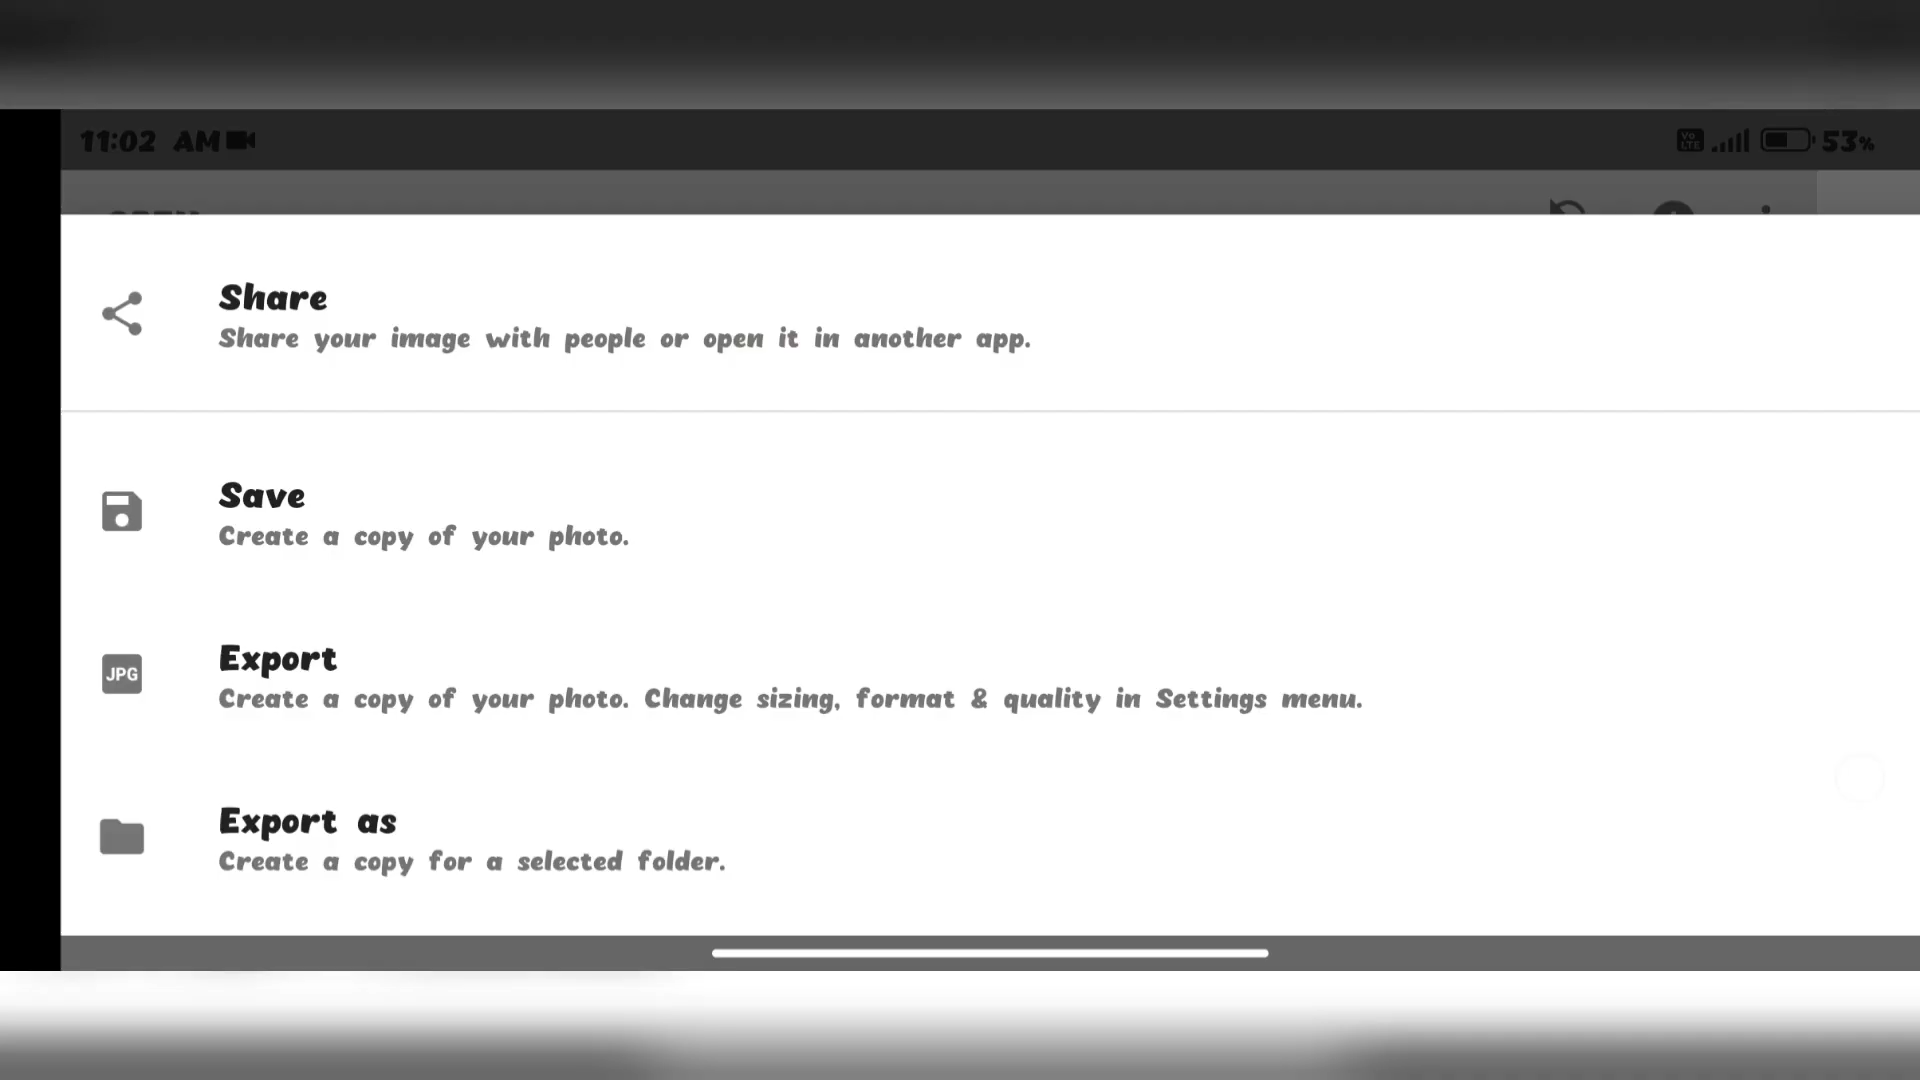 11:02 AM
Vo LTE 53%
Share
Share your image with people or open it in another app.
Save
Create a copy of your photo.
JPG
Export
Create a copy of your photo. Change sizing, format & quality in Settings menu.
Export as
Create a copy for a selected folder.